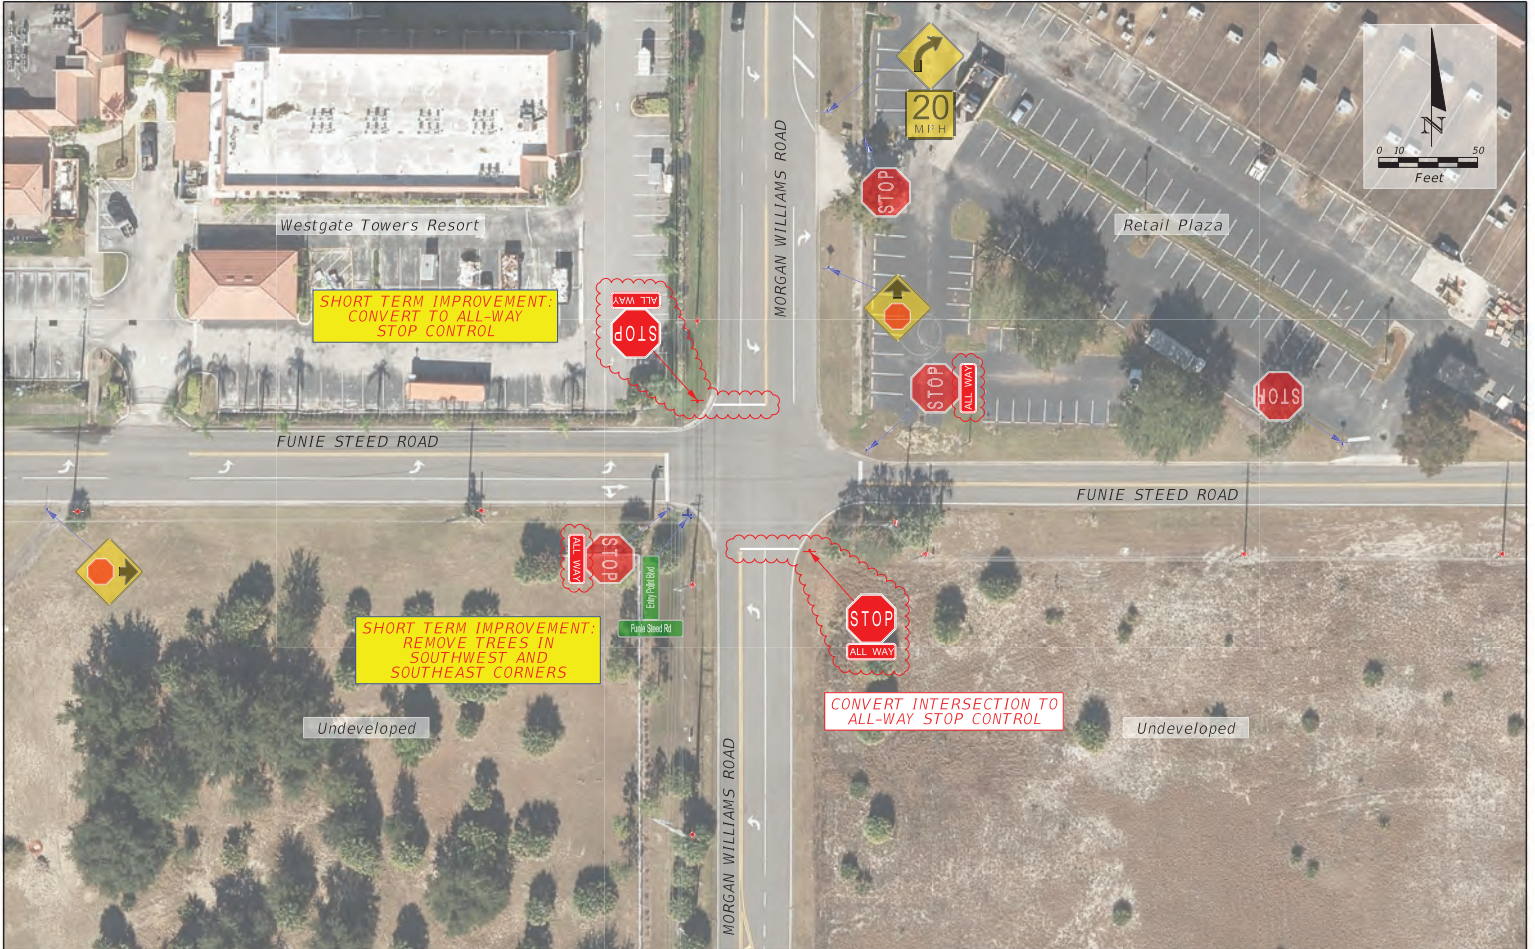 20
MPH
N
0 10 50
Feet
STOP
MORGAN WILLIAMS ROAD
Westgate Towers Resort
Retail Plaza
SHORT TERM IMPROVEMENT:
CONVERT TO ALL-WAY
STOP CONTROL
ALL WAY
STOP
STOP
ALL WAY
STOP
FUNIE STEED ROAD
FUNIE STEED ROAD
ALL WAY
STOP
Entry Point Blvd
Funie Steed Rd
SHORT TERM IMPROVEMENT:
REMOVE TREES IN
SOUTHWEST AND
SOUTHEAST CORNERS
STOP
ALL WAY
CONVERT INTERSECTION TO
ALL-WAY STOP CONTROL
Undeveloped
Undeveloped
MORGAN WILLIAMS ROAD